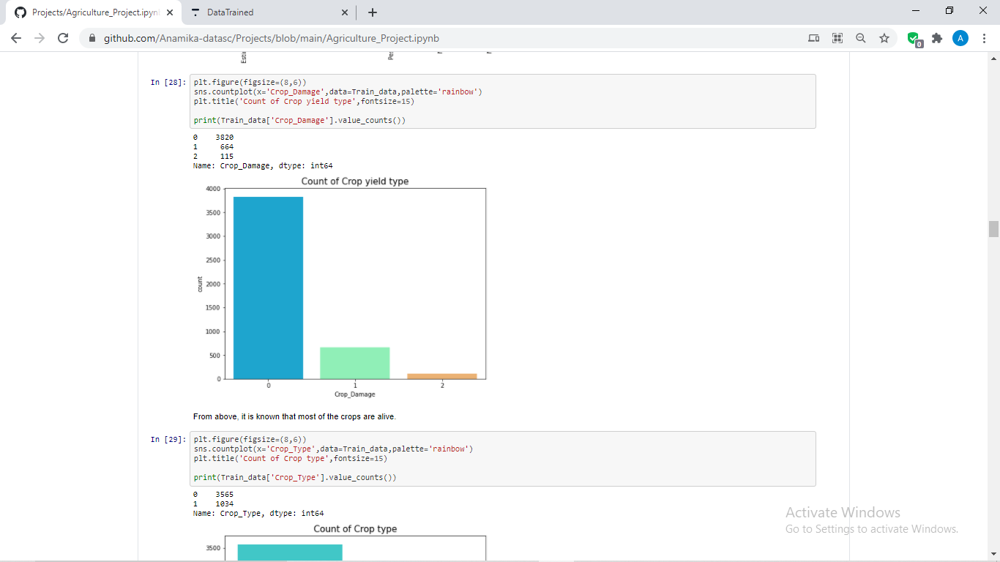 Projects/Agriculture_Project.ipyn
DataTrained
github.com/Anamika-datasc/Projects/blob/main/Agriculture_Project.ipynb
0
A
In [28]:
plt.figure(figsize=(8,6))
sns.countplot(x='Crop_Damage',data=Train_data,palette='rainbow')
plt.title('Count of Crop yield type',fontsize=15)
print(Train_data['Crop_Damage'].value_counts())
0 3820
1 664
2 115
Name: Crop_Damage, dtype: int64
Count of Crop yield type
4000
3500
3000
2500
2000
1500
1000
500
0
count
0 1 2
Crop_Damage
From above, it is known that most of the crops are alive.
In [29]:
plt.figure(figsize=(8,6))
sns.countplot(x='Crop_Type',data=Train_data,palette='rainbow')
plt.title('Count of Crop type',fontsize=15)
print(Train_data['Crop_Type'].value_counts())
0 3565
1 1034
Name: Crop_Type, dtype: int64
Count of Crop type
3500
Activate Windows
Go to Settings to activate Windows.